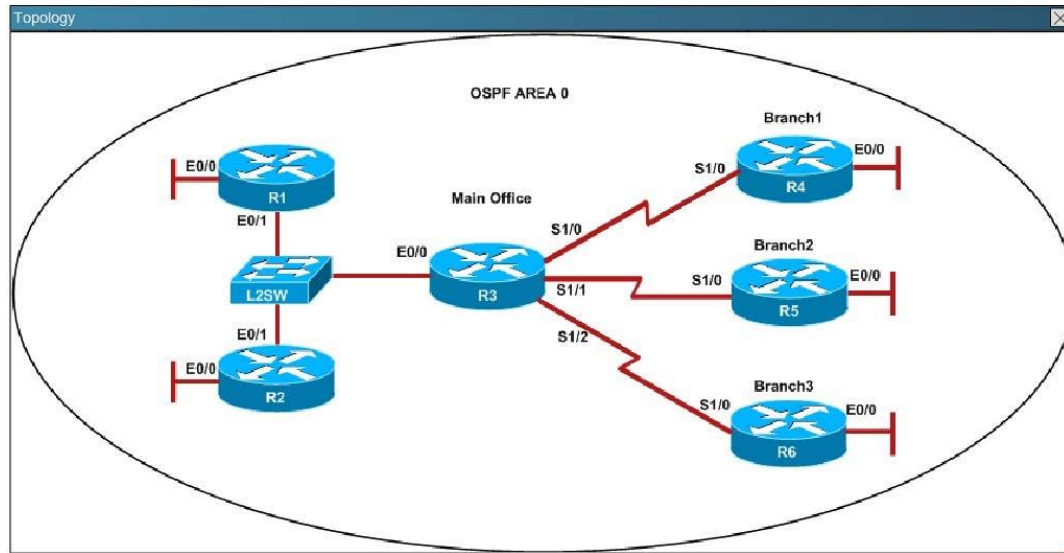 Topology
OSPF AREA 0
Branch1
E0/0
R1
E0/1
S1/0
R4
E0/0
Main Office
S1/0
E0/0
R3
S1/1
S1/2
Branch2
S1/0
E0/0
R5
L2SW
E0/1
E0/0
R2
Branch3
S1/0
E0/0
R6